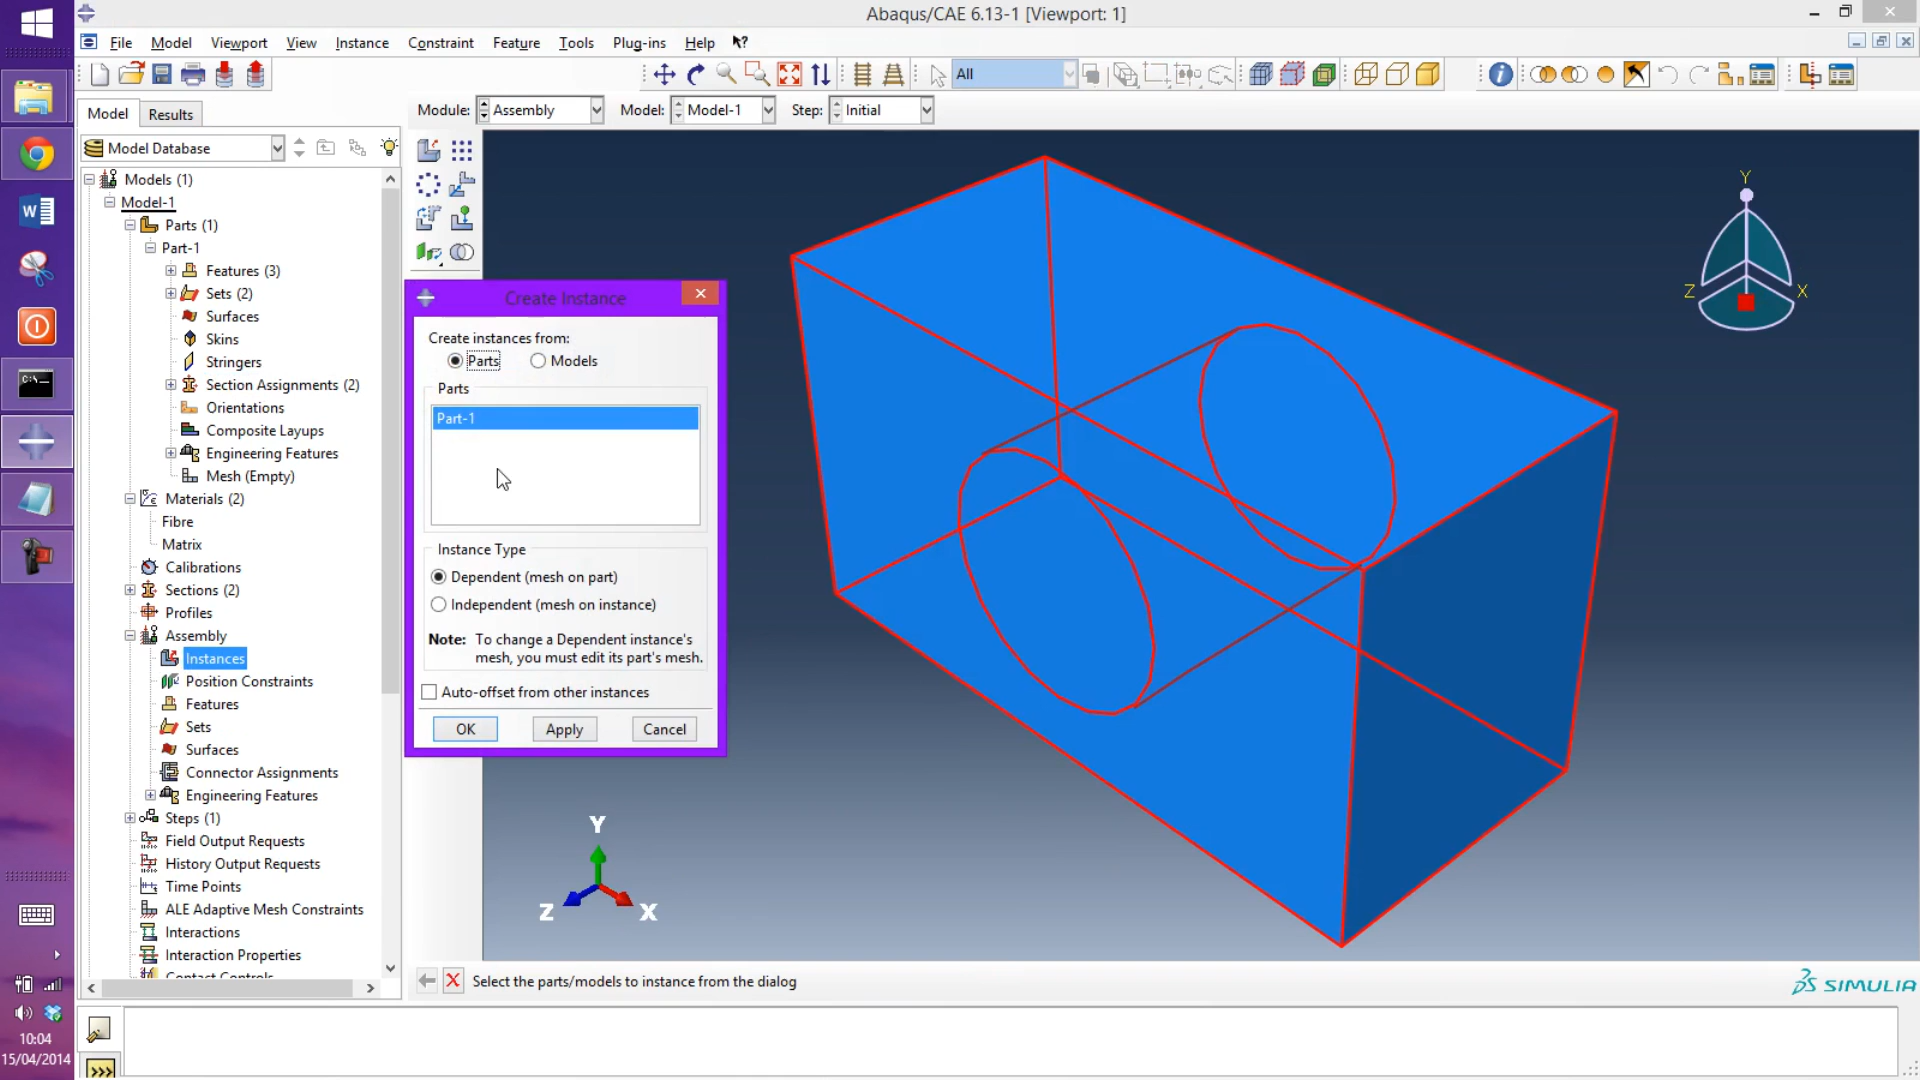 Abaqus/CAE 6.13-1 [Viewport: 1]
File Model Viewport View Instance Constraint Feature Tools Plug-ins Help
All
Model Results
Module: Assembly Model: Model-1 Step: Initial
Model Database
Models (1)
Model-1
Parts (1)
Part-1
Features (3)
Sets (2)
Surfaces
Skins
Stringers
Section Assignments (2)
Orientations
Composite Layups
Engineering Features
Mesh (Empty)
Materials (2)
Fibre
Matrix
Calibrations
Sections (2)
Profiles
Assembly
Instances
Position Constraints
Features
Sets
Surfaces
Connector Assignments
Engineering Features
Steps (1)
Field Output Requests
History Output Requests
Time Points
ALE Adaptive Mesh Constraints
Interactions
Interaction Properties
Contact Controls
Create Instance
Create instances from:
Parts Models
Parts
Part-1
Instance Type
Dependent (mesh on part)
Independent (mesh on instance)
Note: To change a Dependent instance's
mesh, you must edit its part's mesh.
Auto-offset from other instances
OK Apply Cancel
Y
Z X
Y
Z X
Select the parts/models to instance from the dialog
SIMULIA
>>>
10:04
15/04/2014